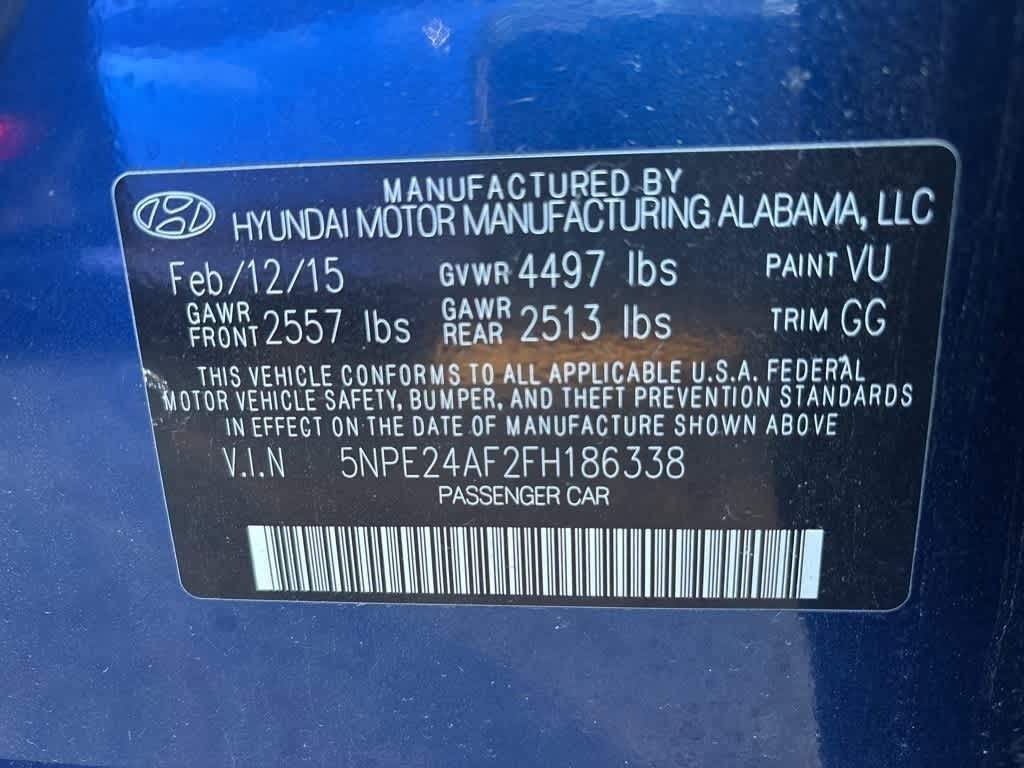 MANUFACTURED BY
HYUNDAI MOTOR MANUFACTURING ALABAMA, LLC
Feb/12/15 GVWR 4497 lbs PAINT VU
GAWR FRONT 2557 lbs GAWR REAR 2513 lbs TRIM GG
THIS VEHICLE CONFORMS TO ALL APPLICABLE U.S.A. FEDERAL
MOTOR VEHICLE SAFETY, BUMPER, AND THEFT PREVENTION STANDARDS
IN EFFECT ON THE DATE OF MANUFACTURE SHOWN ABOVE
V.I.N 5NPE24AF2FH186338
PASSENGER CAR